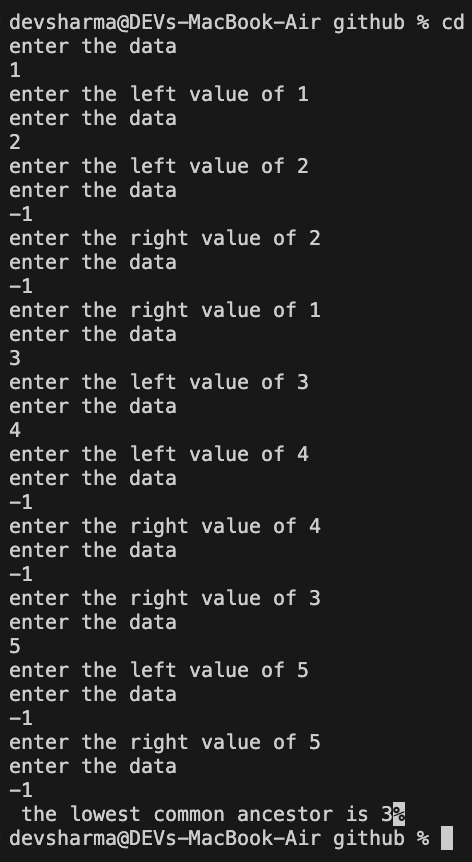 devsharma@DEVs-MacBook-Air github % cd
enter the data
1
enter the left value of 1
enter the data
2
enter the left value of 2
enter the data
-1
enter the right value of 2
enter the data
-1
enter the right value of 1
enter the data
3
enter the left value of 3
enter the data
4
enter the left value of 4
enter the data
-1
enter the right value of 4
enter the data
-1
enter the right value of 3
enter the data
5
enter the left value of 5
enter the data
-1
enter the right value of 5
enter the data
-1
 the lowest common ancestor is 3%
devsharma@DEVs-MacBook-Air github %